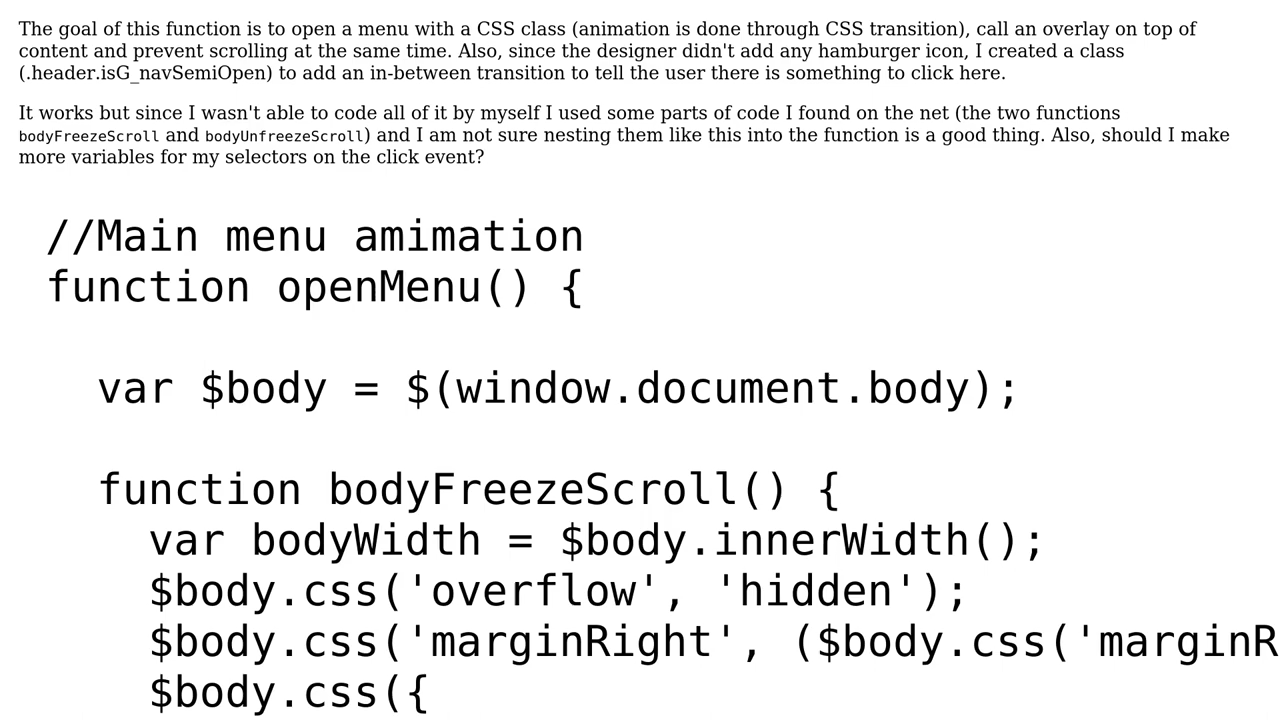 The goal of this function is to open a menu with a CSS class (animation is done through CSS transition), call an overlay on top of
content and prevent scrolling at the same time. Also, since the designer didn't add any hamburger icon, I created a class
(.header.isG_navSemiOpen) to add an in-between transition to tell the user there is something to click here.
It works but since I wasn't able to code all of it by myself I used some parts of code I found on the net (the two functions
bodyFreezeScroll and bodyUnfreezeScroll) and I am not sure nesting them like this into the function is a good thing. Also, should I make
more variables for my selectors on the click event?
//Main menu amimation
function openMenu() {
var $body = $(window.document.body);
function bodyFreezeScroll() {
var bodyWidth = $body.innerWidth();
$body.css('overflow', 'hidden');
$body.css('marginRight', ($body.css('marginR
$body.css({